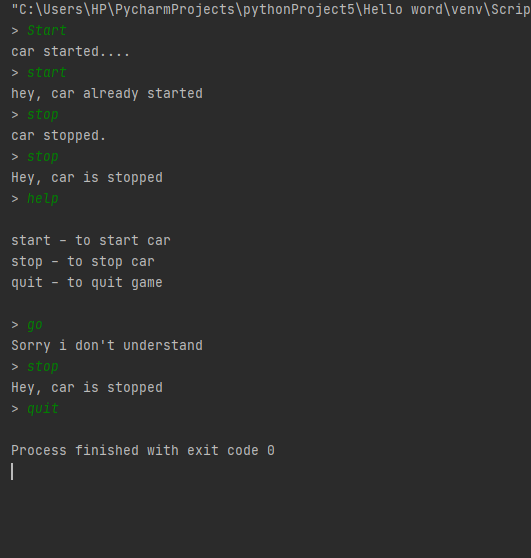 "C:\Users\HP\PycharmProjects\pythonProject5\Hello word\venv\Scrip
> Start
car started....
> start
hey, car already started
> stop
car stopped.
> stop
Hey, car is stopped
> help
start – to start car
stop – to stop car
quit – to quit game
> go
Sorry i don't understand
> stop
Hey, car is stopped
> quit
Process finished with exit code 0